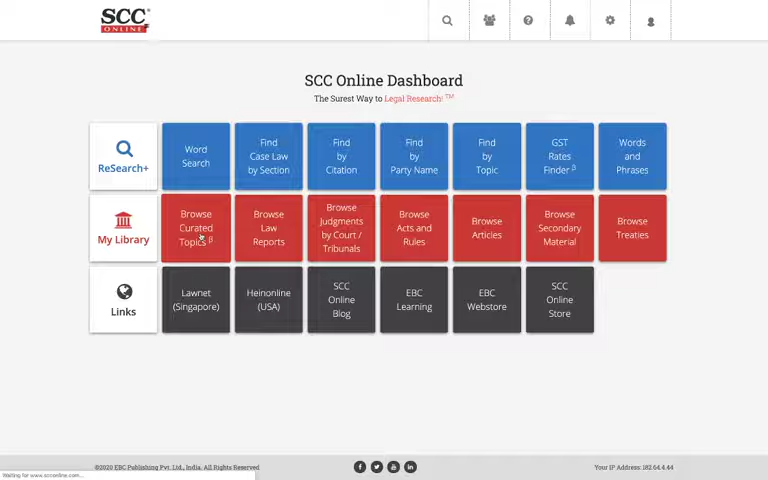 SCC®
ONLINE
SCC Online Dashboard
The Surest Way to Legal Research! TM
ReSearch+
Word
Search
Find
Case Law
by Section
Find
by
Citation
Find
by
Party Name
Find
by
Topic
GST
Rates
Finder β
Words
and
Phrases
My Library
Browse
Curated
Topics β
Browse
Law
Reports
Browse
Judgments
by Court /
Tribunals
Browse
Acts and
Rules
Browse
Articles
Browse
Secondary
Material
Browse
Treaties
Links
Lawnet
(Singapore)
Heinonline
(USA)
SCC
Online
Blog
EBC
Learning
EBC
Webstore
SCC
Online
Store
©2020 EBC Publishing Pvt. Ltd., India. All Rights Reserved
Your IP Address: 182.64.4.44
Waiting for www.scconline.com...